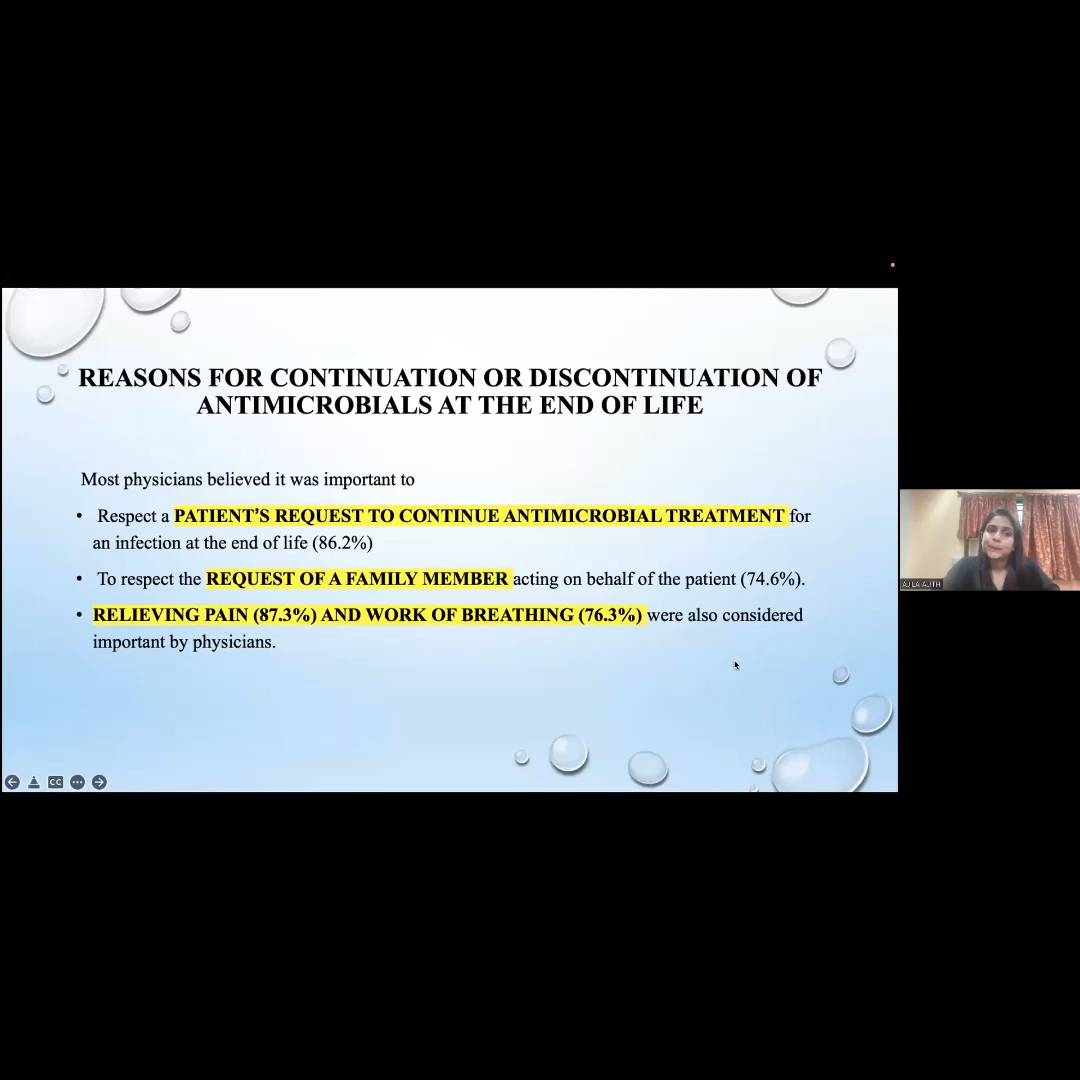 REASONS FOR CONTINUATION OR DISCONTINUATION OF
ANTIMICROBIALS AT THE END OF LIFE
Most physicians believed it was important to
• Respect a PATIENT'S REQUEST TO CONTINUE ANTIMICROBIAL TREATMENT for
an infection at the end of life (86.2%)
• To respect the REQUEST OF A FAMILY MEMBER acting on behalf of the patient (74.6%).
• RELIEVING PAIN (87.3%) AND WORK OF BREATHING (76.3%) were also considered
important by physicians.
CC